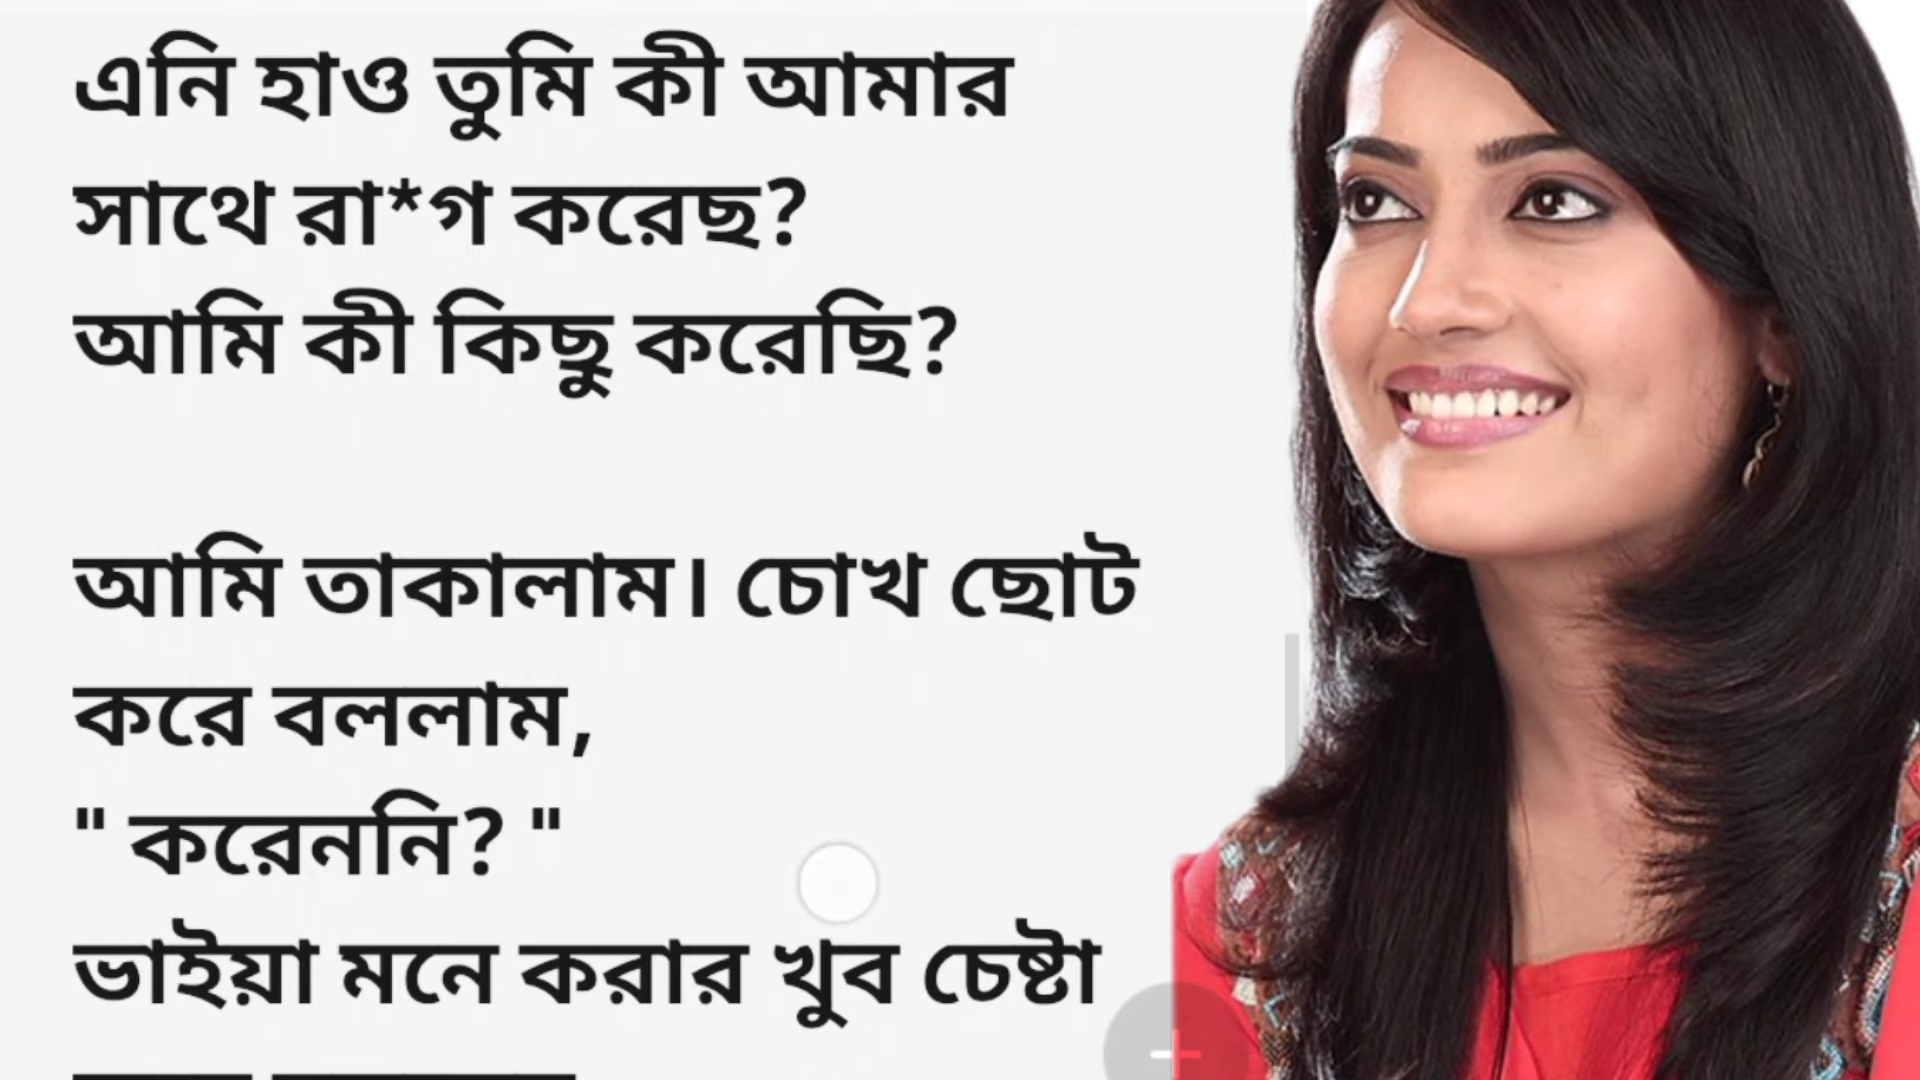 এনি হাও তুমি কী আমার
সাথে রা*গ করেছ?
আমি কী কিছু করেছি?
আমি তাকালাম। চোখ ছোট
করে বললাম,
" করেননি? "
ভাইয়া মনে করার খুব চেষ্টা